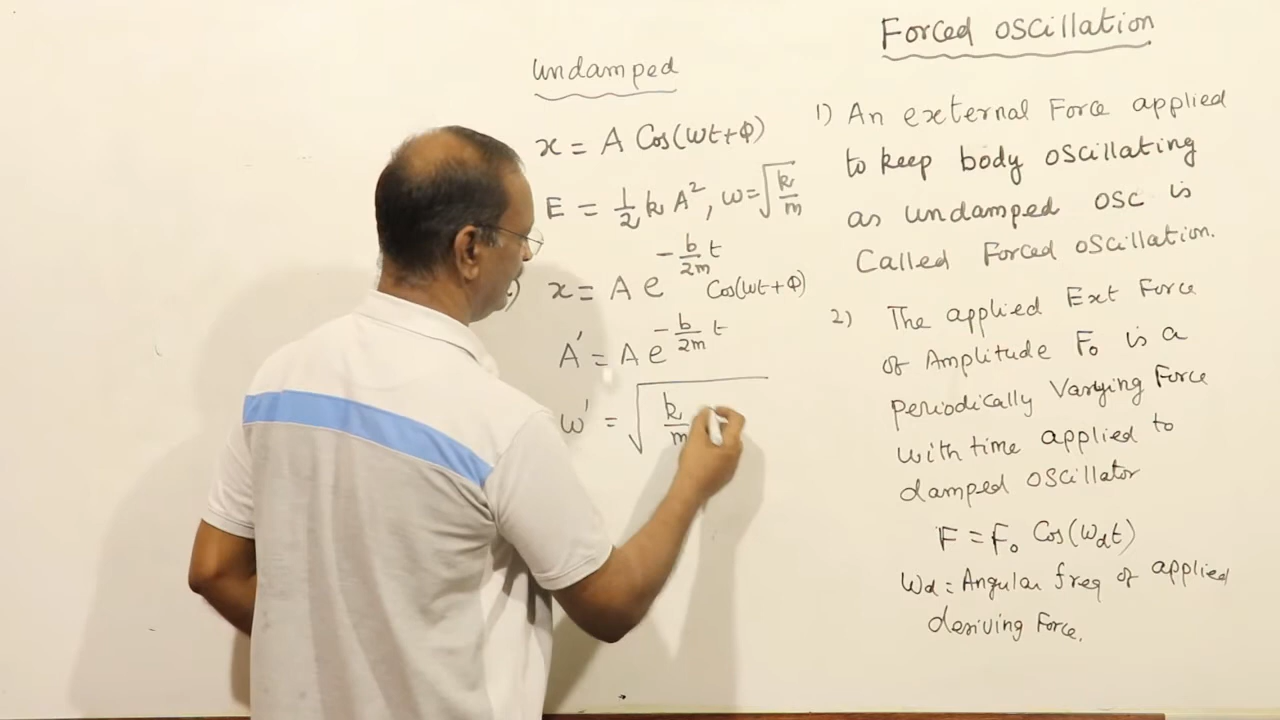 undamped
x = A Cos(ωt+φ)
E = 1/2 k A², ω = √(k/m)
x = A e^(-b/2m t) Cos(ωt+φ)
A' = A e^(-b/2m t)
ω' = √(k/m
Forced oscillation
1) An external Force applied
to keep body oscillating
as undamped osc is
Called Forced oscillation.
2) The applied Ext Force
of Amplitude F₀ is a
periodically Varying Force
with time applied to
damped oscillator
F = F₀ Cos(ωdt)
ωd = Angular freq of applied
deriving Force.